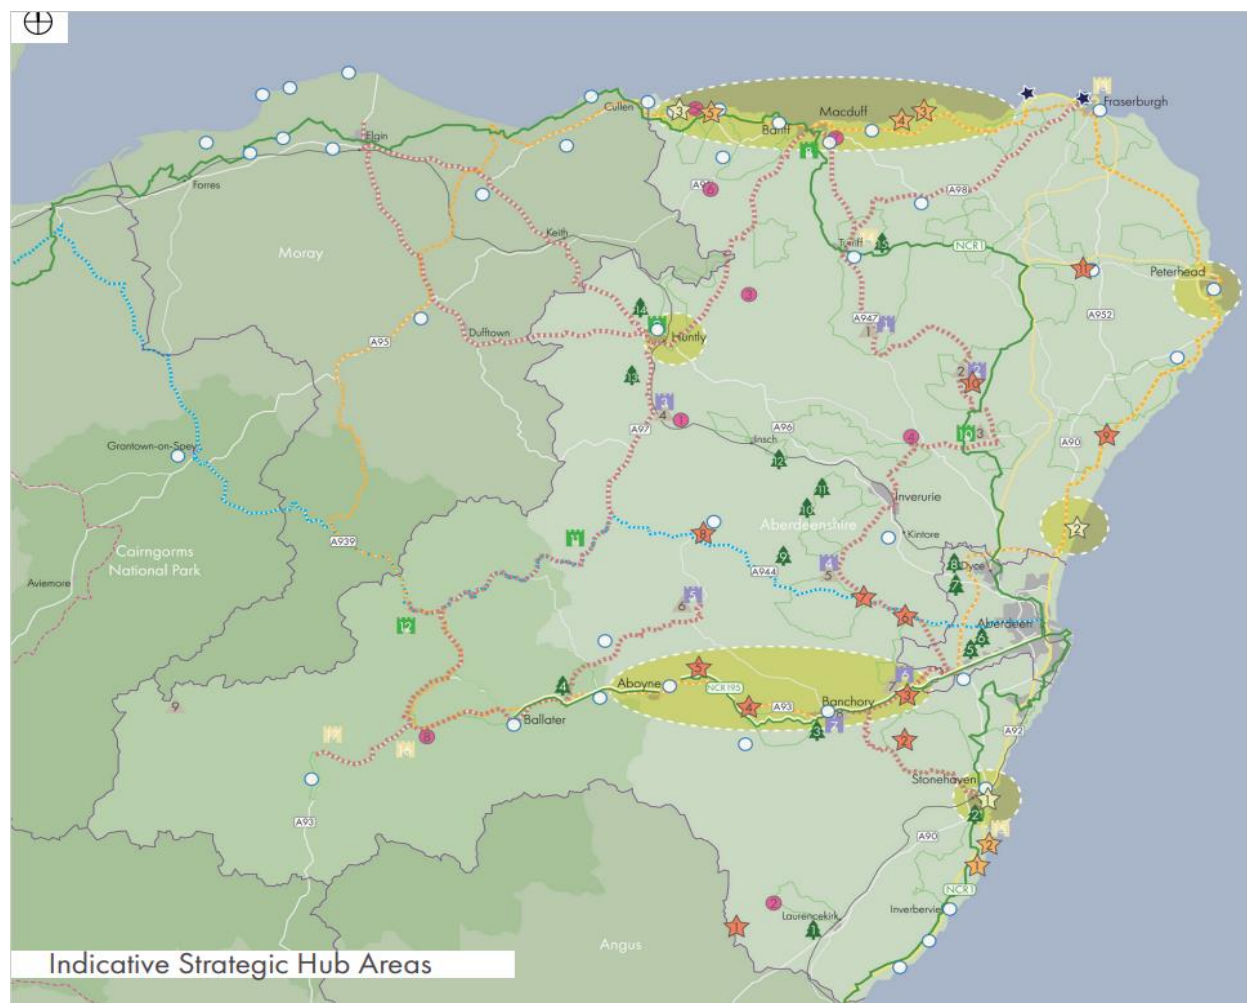 Fraserburgh
Macduff
Cullen
Banff
Elgin
Forres
A98
Keith
Moray
Turriff
NCR1
Peterhead
A952
A947
Dufftown
Huntly
A95
A97
A96
Insch
A90
Grantown-on-Spey
Inverurie
Aberdeenshire
Kintore
A939
Cairngorms
National Park
Aviemore
A944
Dyce
Aberdeen
Aboyne
NCR195
A93
Banchory
Ballater
A92
Stonehaven
A93
A90
NCR1
Inverbervie
Laurencekirk
Angus
Indicative Strategic Hub Areas